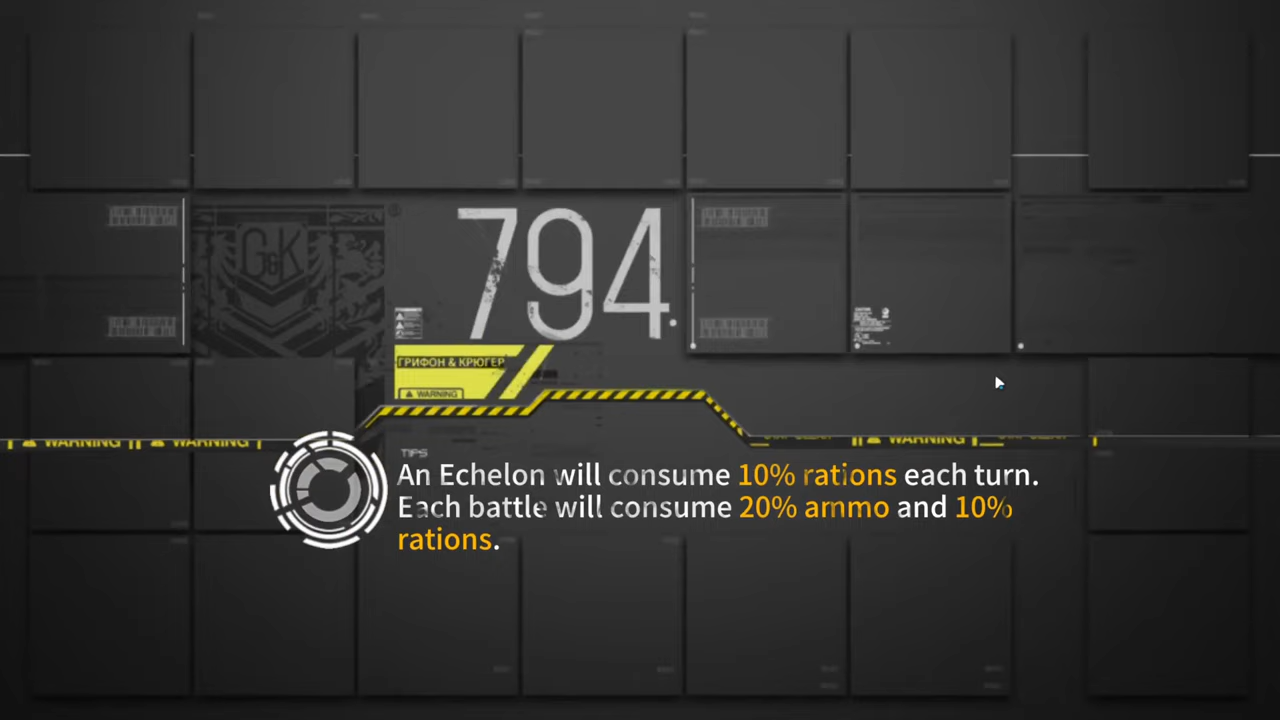 G&K
794.
ГРИФОН & КРЮГЕР
WARNING
WARNING WARNING WARNING
TIPS
An Echelon will consume 10% rations each turn.
Each battle will consume 20% ammo and 10%
rations.